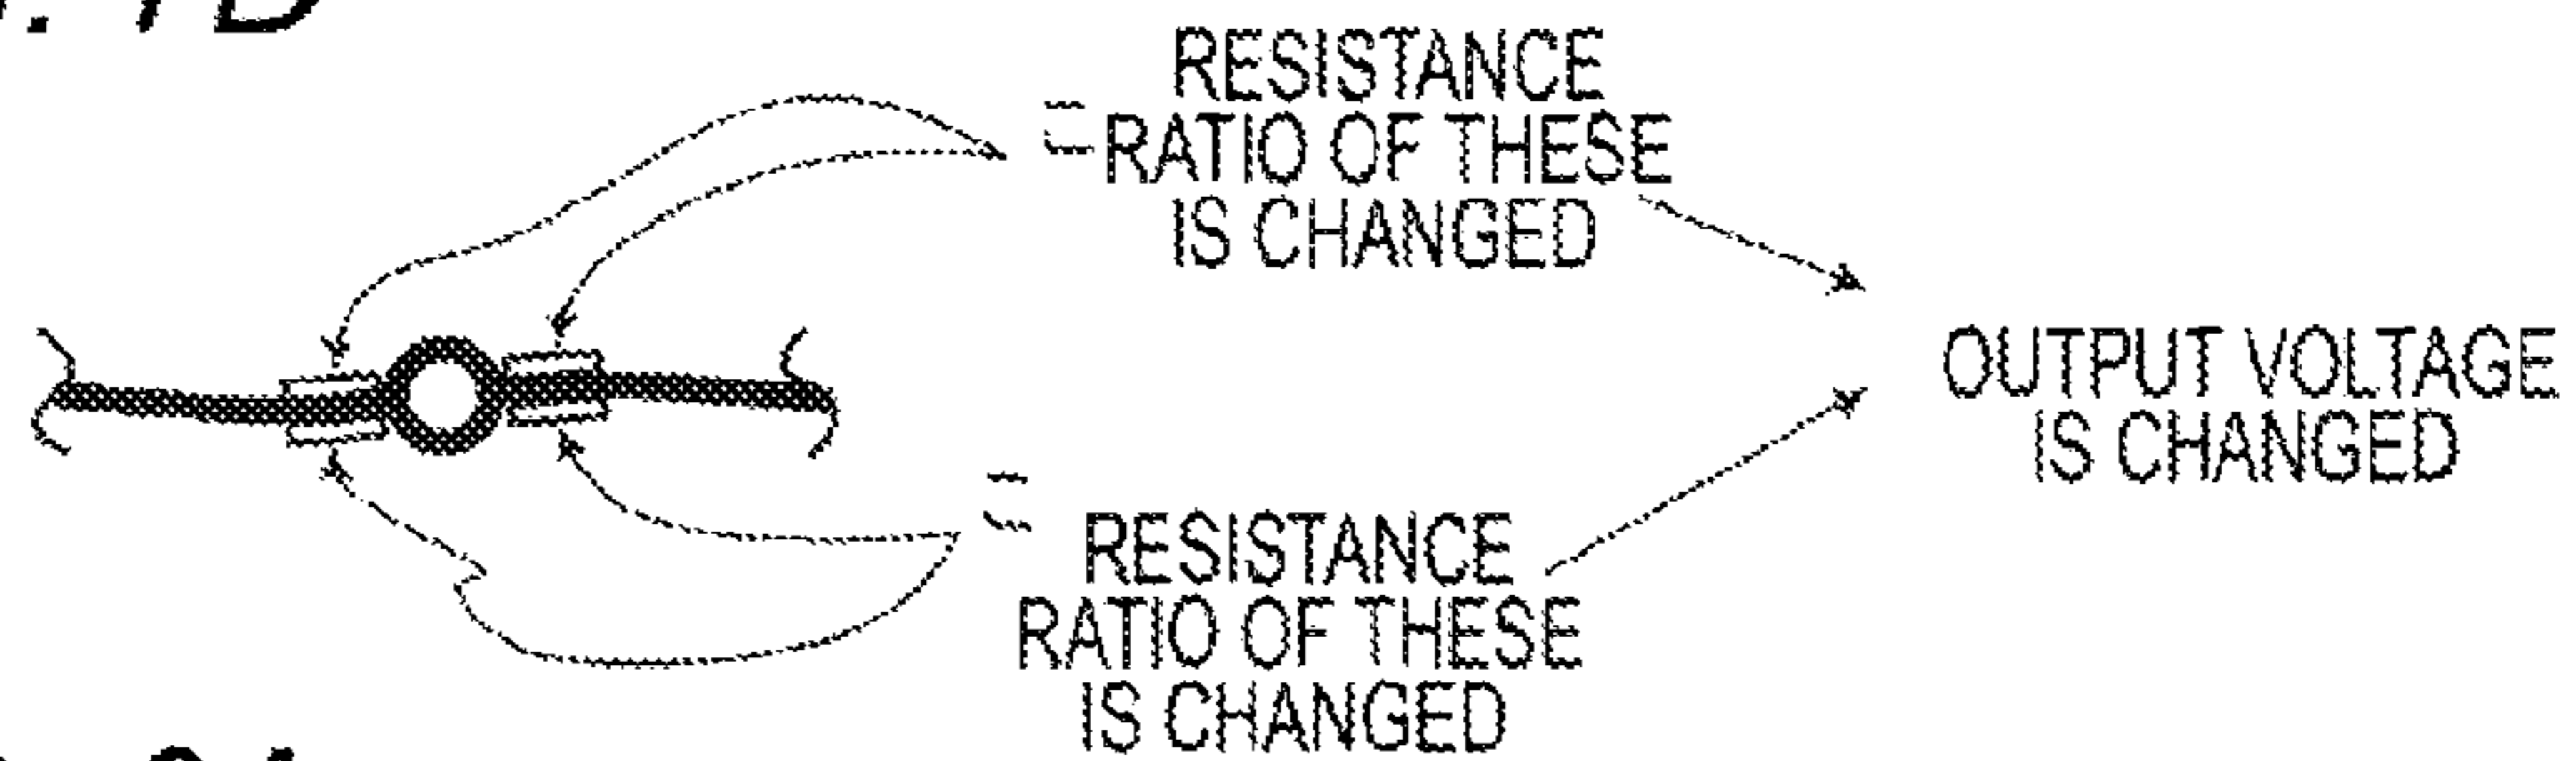 RESISTANCE
RATIO OF THESE
IS CHANGED
OUTPUT VOLTAGE
IS CHANGED
RESISTANCE
RATIO OF THESE
IS CHANGED